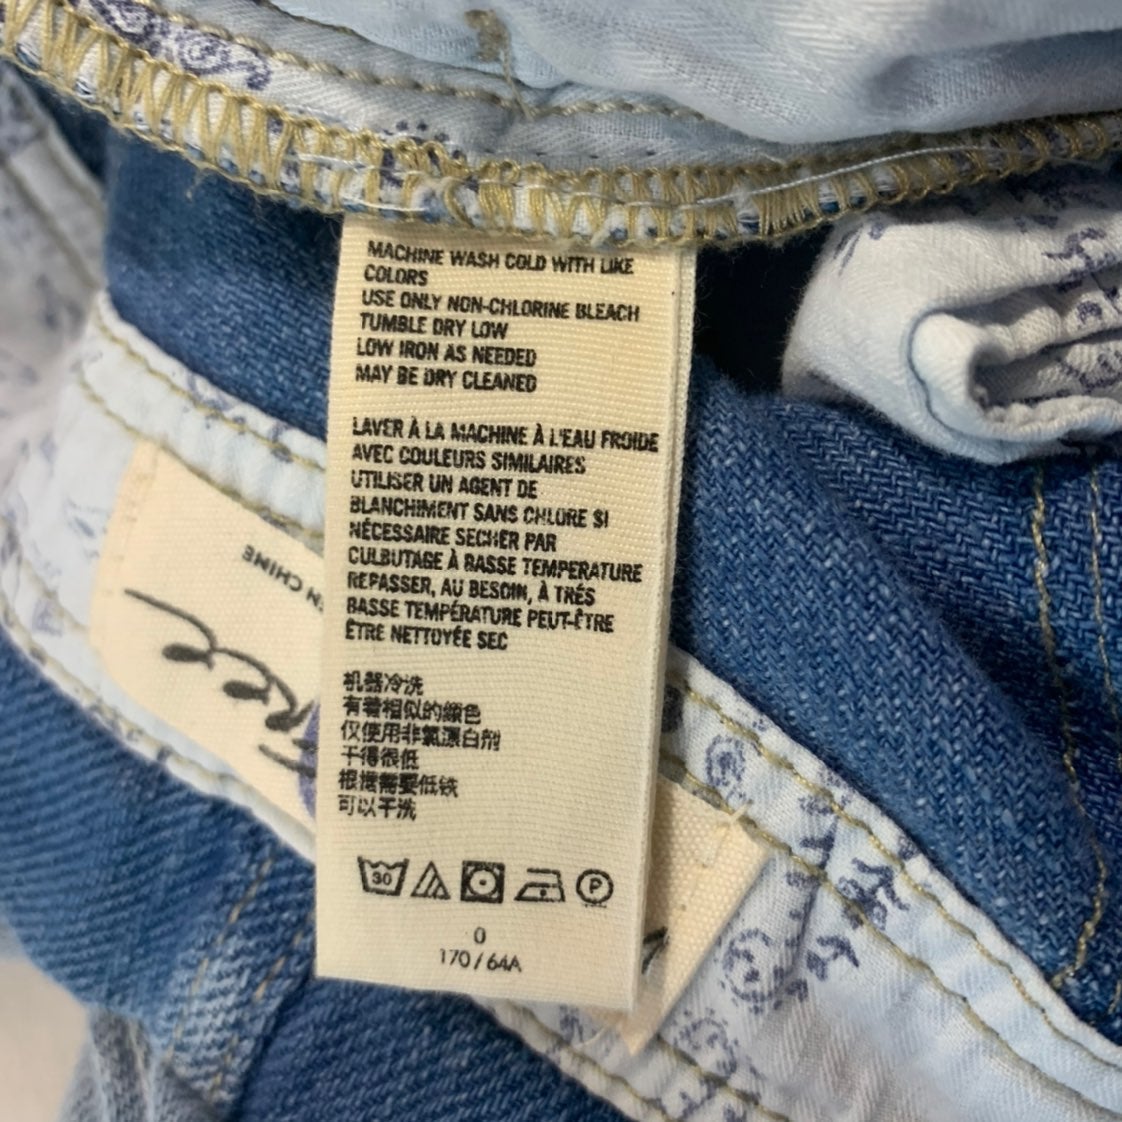 MACHINE WASH COLD WITH LIKE
COLORS
USE ONLY NON-CHLORINE BLEACH
TUMBLE DRY LOW
LOW IRON AS NEEDED
MAY BE DRY CLEANED
LAVER À LA MACHINE À L'EAU FROIDE
AVEC COULEURS SIMILAIRES
UTILISER UN AGENT DE
BLANCHIMENT SANS CHLORE SI
NÉCESSAIRE SECHER PAR
CULBUTAGE À BASSE TEMPERATURE
REPASSER, AU BESOIN, À TRÉS
BASSE TEMPÉRATURE PEUT-ÊTRE
ÊTRE NETTOYÉE SEC
机器冷洗
有着相似的颜色
仅使用非氯漂白剂
干得很低
根据需要低铁
可以干洗
30
P
0
170/64A
EN CHINE
Free